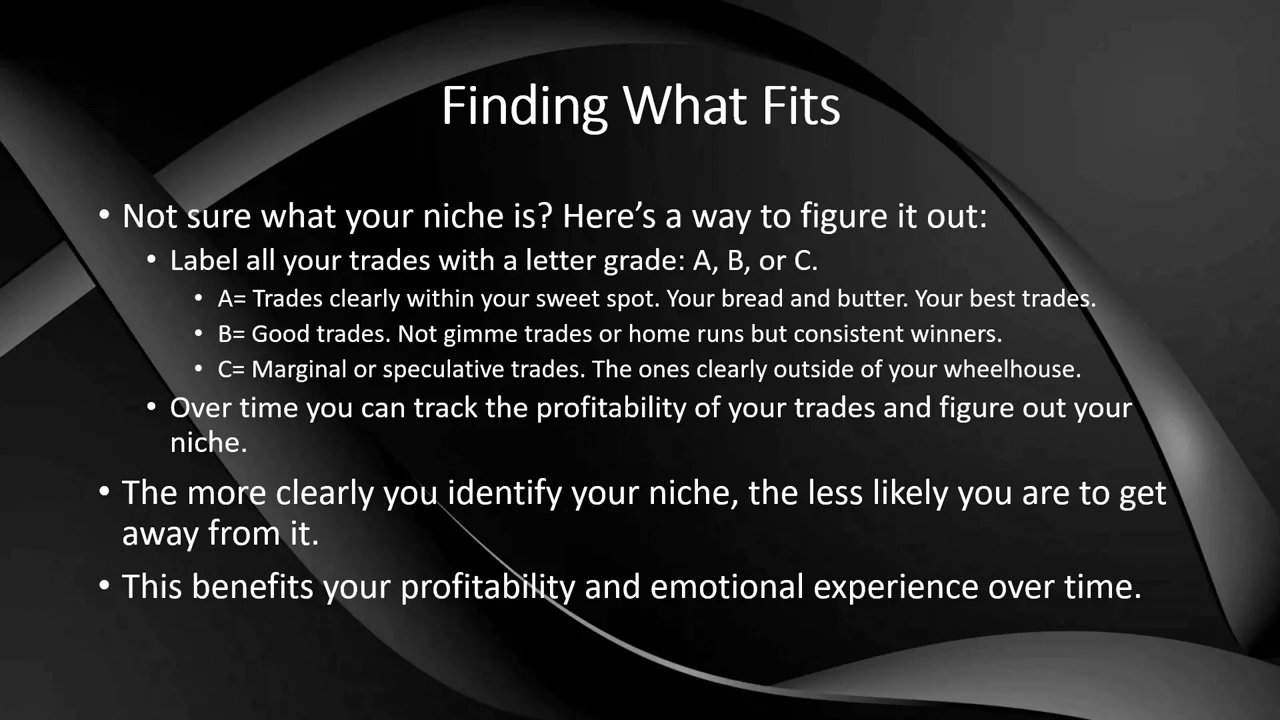 Finding What Fits
• Not sure what your niche is? Here’s a way to figure it out:
• Label all your trades with a letter grade: A, B, or C.
• A= Trades clearly within your sweet spot. Your bread and butter. Your best trades.
• B= Good trades. Not gimme trades or home runs but consistent winners.
• C= Marginal or speculative trades. The ones clearly outside of your wheelhouse.
• Over time you can track the profitability of your trades and figure out your
niche.
• The more clearly you identify your niche, the less likely you are to get
away from it.
• This benefits your profitability and emotional experience over time.